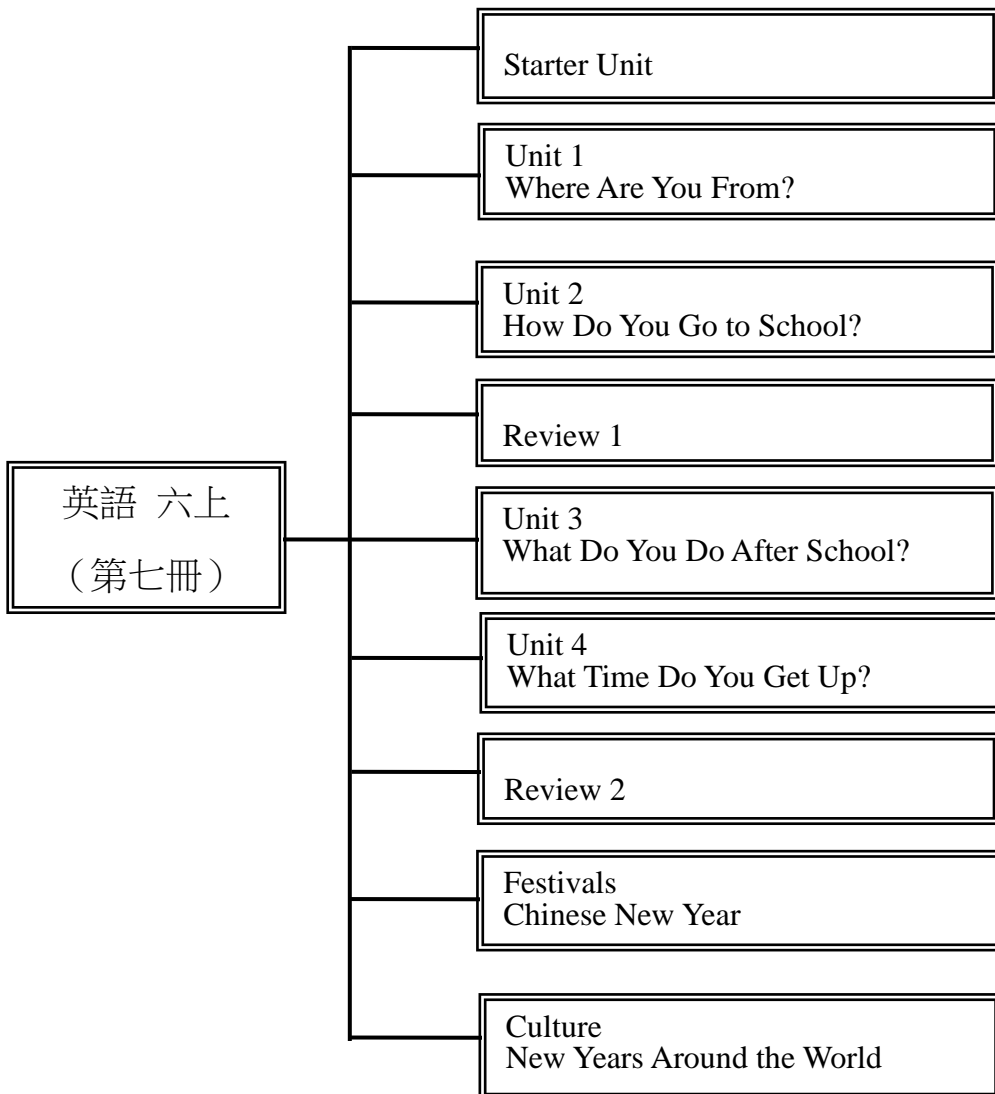 Starter Unit
Unit 1
Where Are You From?
Unit 2
How Do You Go to School?
Review 1
英語 六上
（第七冊）
Unit 3
What Do You Do After School?
Unit 4
What Time Do You Get Up?
Review 2
Festivals
Chinese New Year
Culture
New Years Around the World